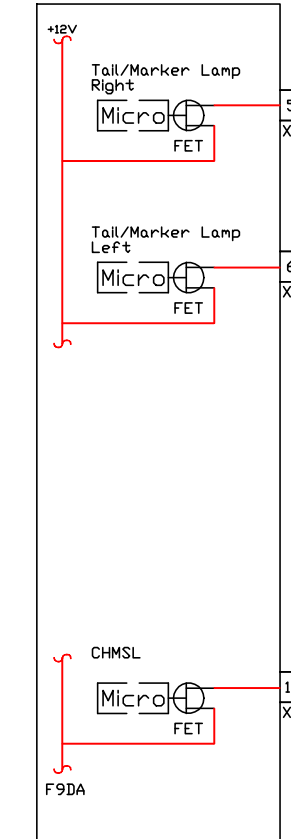 +12V
Tail/Marker Lamp
Right
Micro
FET
5
X
Tail/Marker Lamp
Left
Micro
FET
6
X
CHMSL
Micro
FET
1
X
F9DA